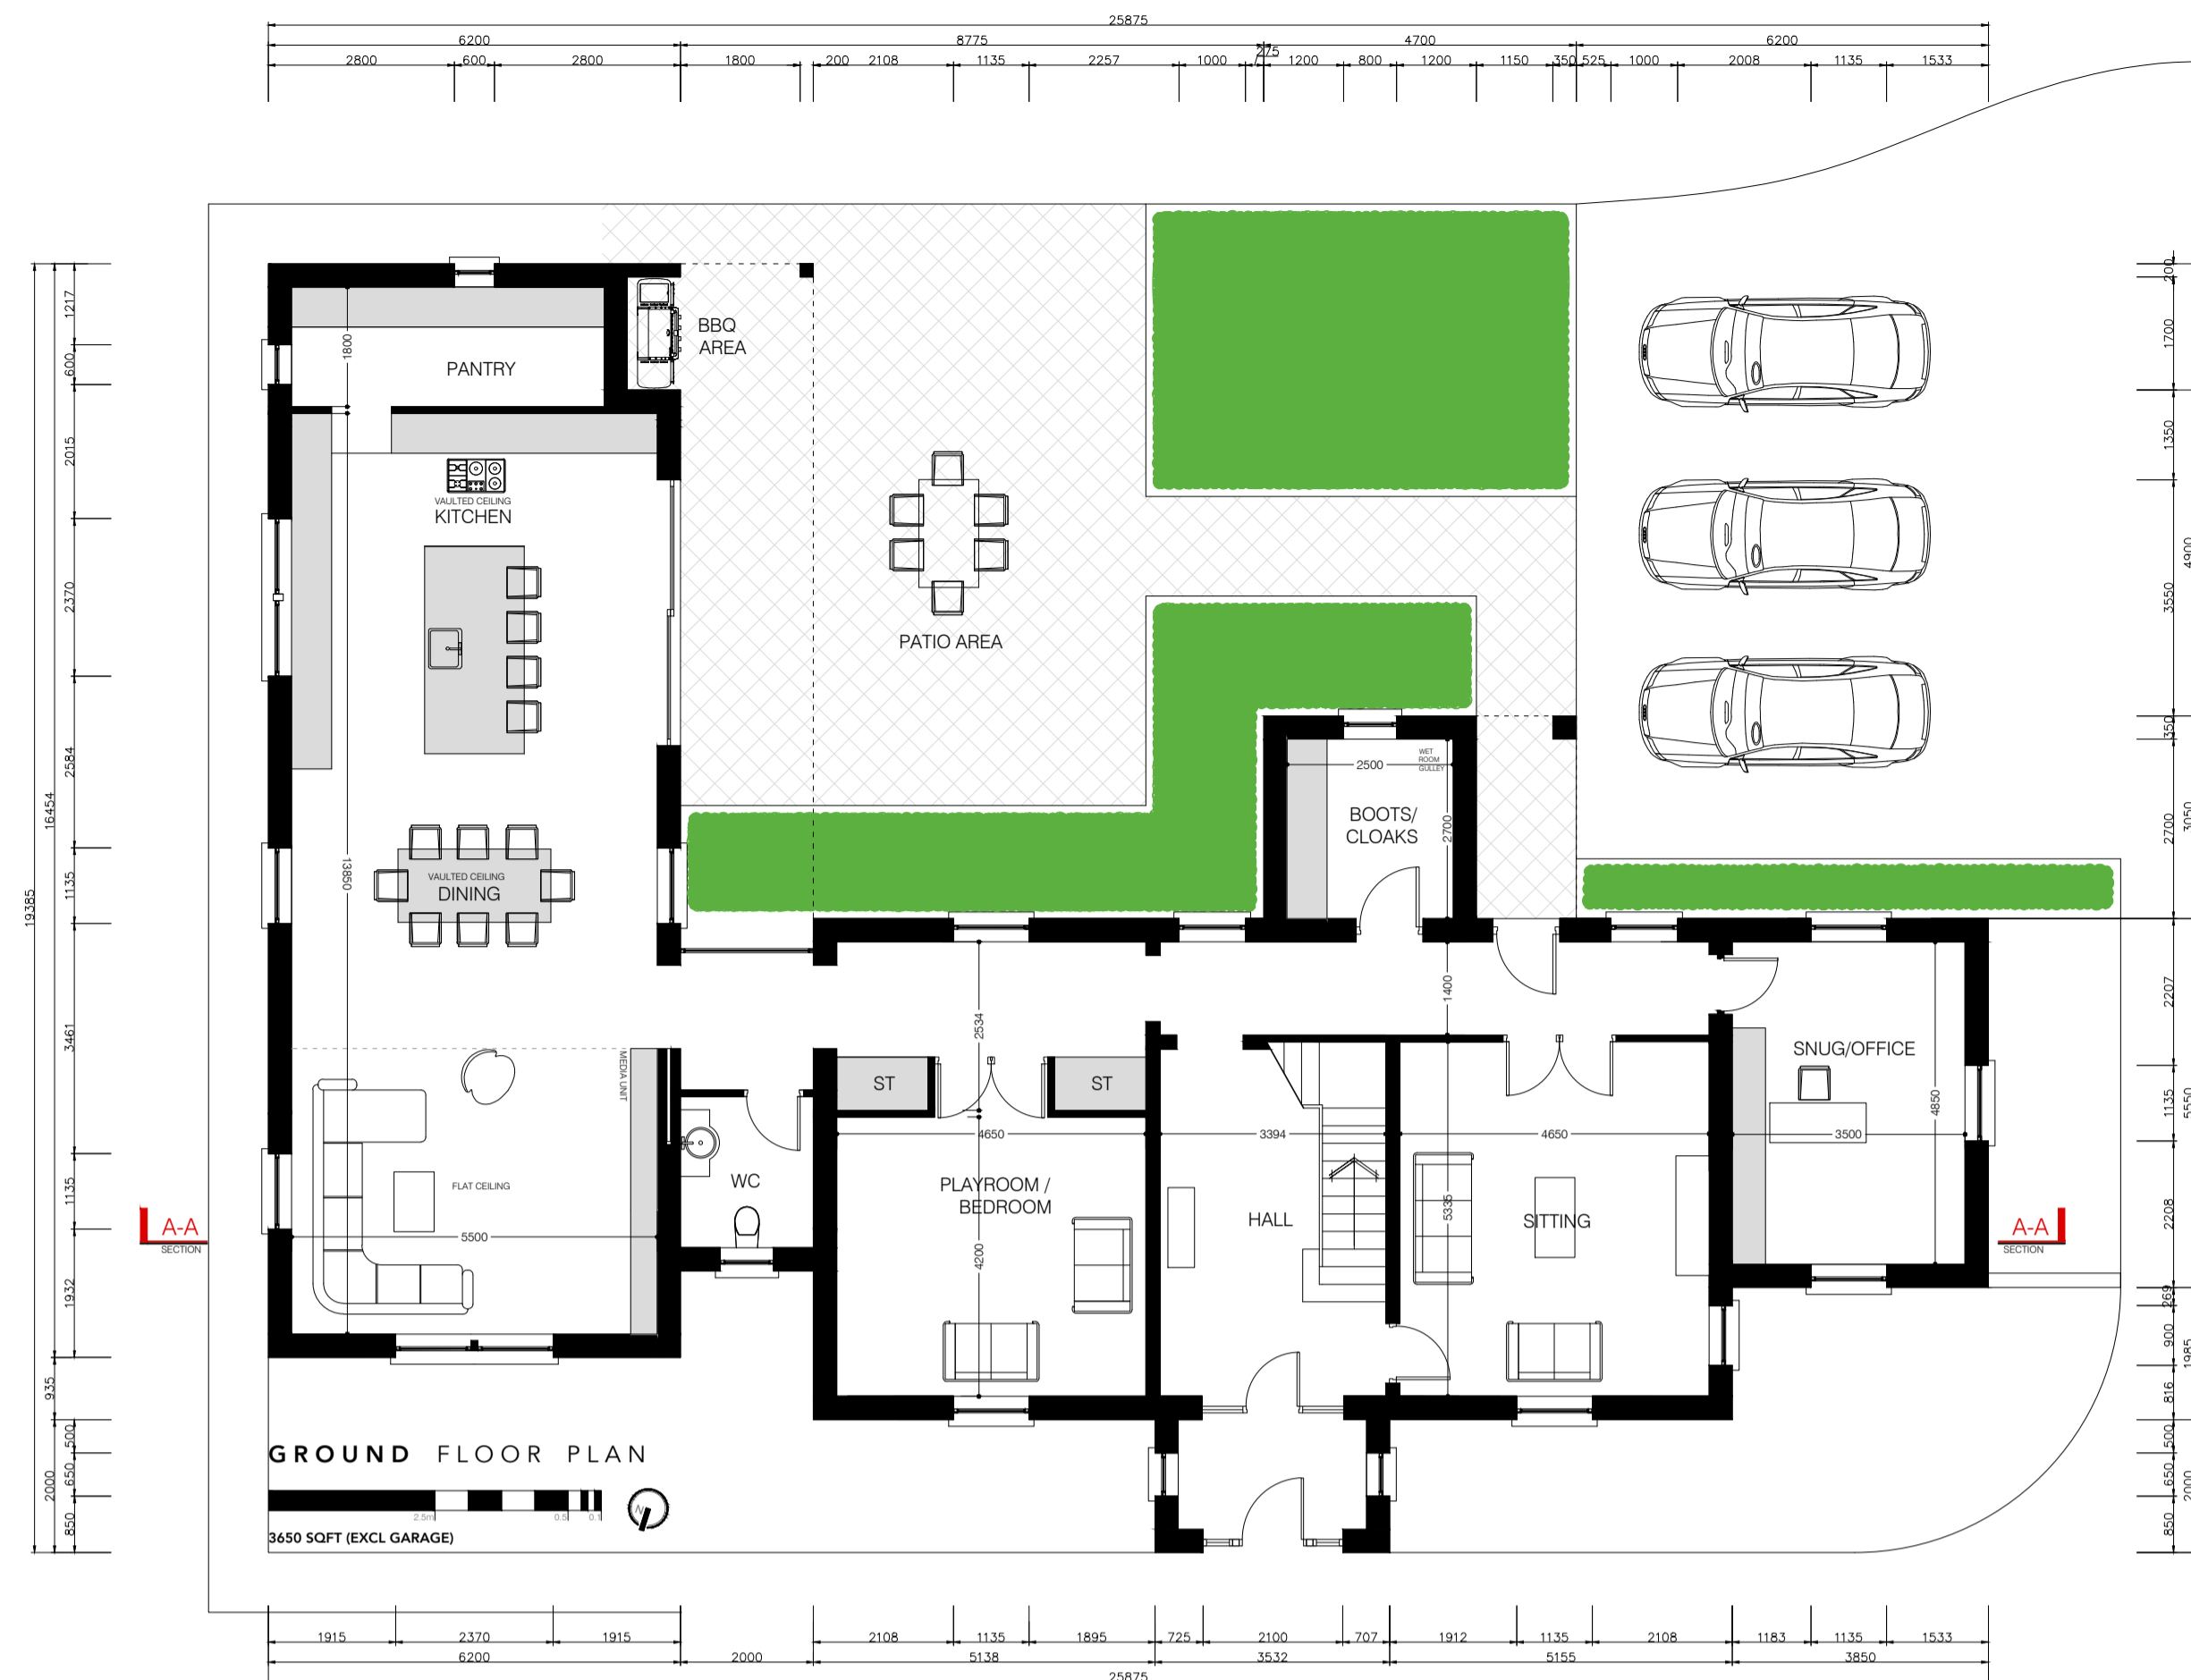 25875
6200 8775 4700 6200
275
2800 600 2800 1800 200 2108 1135 2257 1000 1200 800 1200 1150 350 525 1000 2008 1135 1533
19385
16454 935 2000
1217 600 2015 2370 2584 1135 3461 1135 1932 500 650 850
1800
PANTRY
BBQ
AREA
VAULTED CEILING
KITCHEN
PATIO AREA
13850
VAULTED CEILING
DINING
2500
WET
ROOM
GULLEY
BOOTS/
CLOAKS
2700
2534
1400
MEDIA UNIT
ST
ST
SNUG/OFFICE
4850
4650
3394
4650
3500
WC
FLAT CEILING
PLAYROOM /
BEDROOM
4200
HALL
5335
SITTING
5500
A-A
SECTION
A-A
SECTION
200 1700 1350 3550 350 2700 2207 1135 2208 269 900 816 500 650 850
4900 3050 5550 1985 2000
GROUND FLOOR PLAN
2.5m 0.5 0.1
N
3650 SQFT (EXCL GARAGE)
1915 2370 1915 2108 1135 1895 725 2100 707 1912 1135 2108 1183 1135 1533
6200 2000 5138 3532 5155 3850
25875